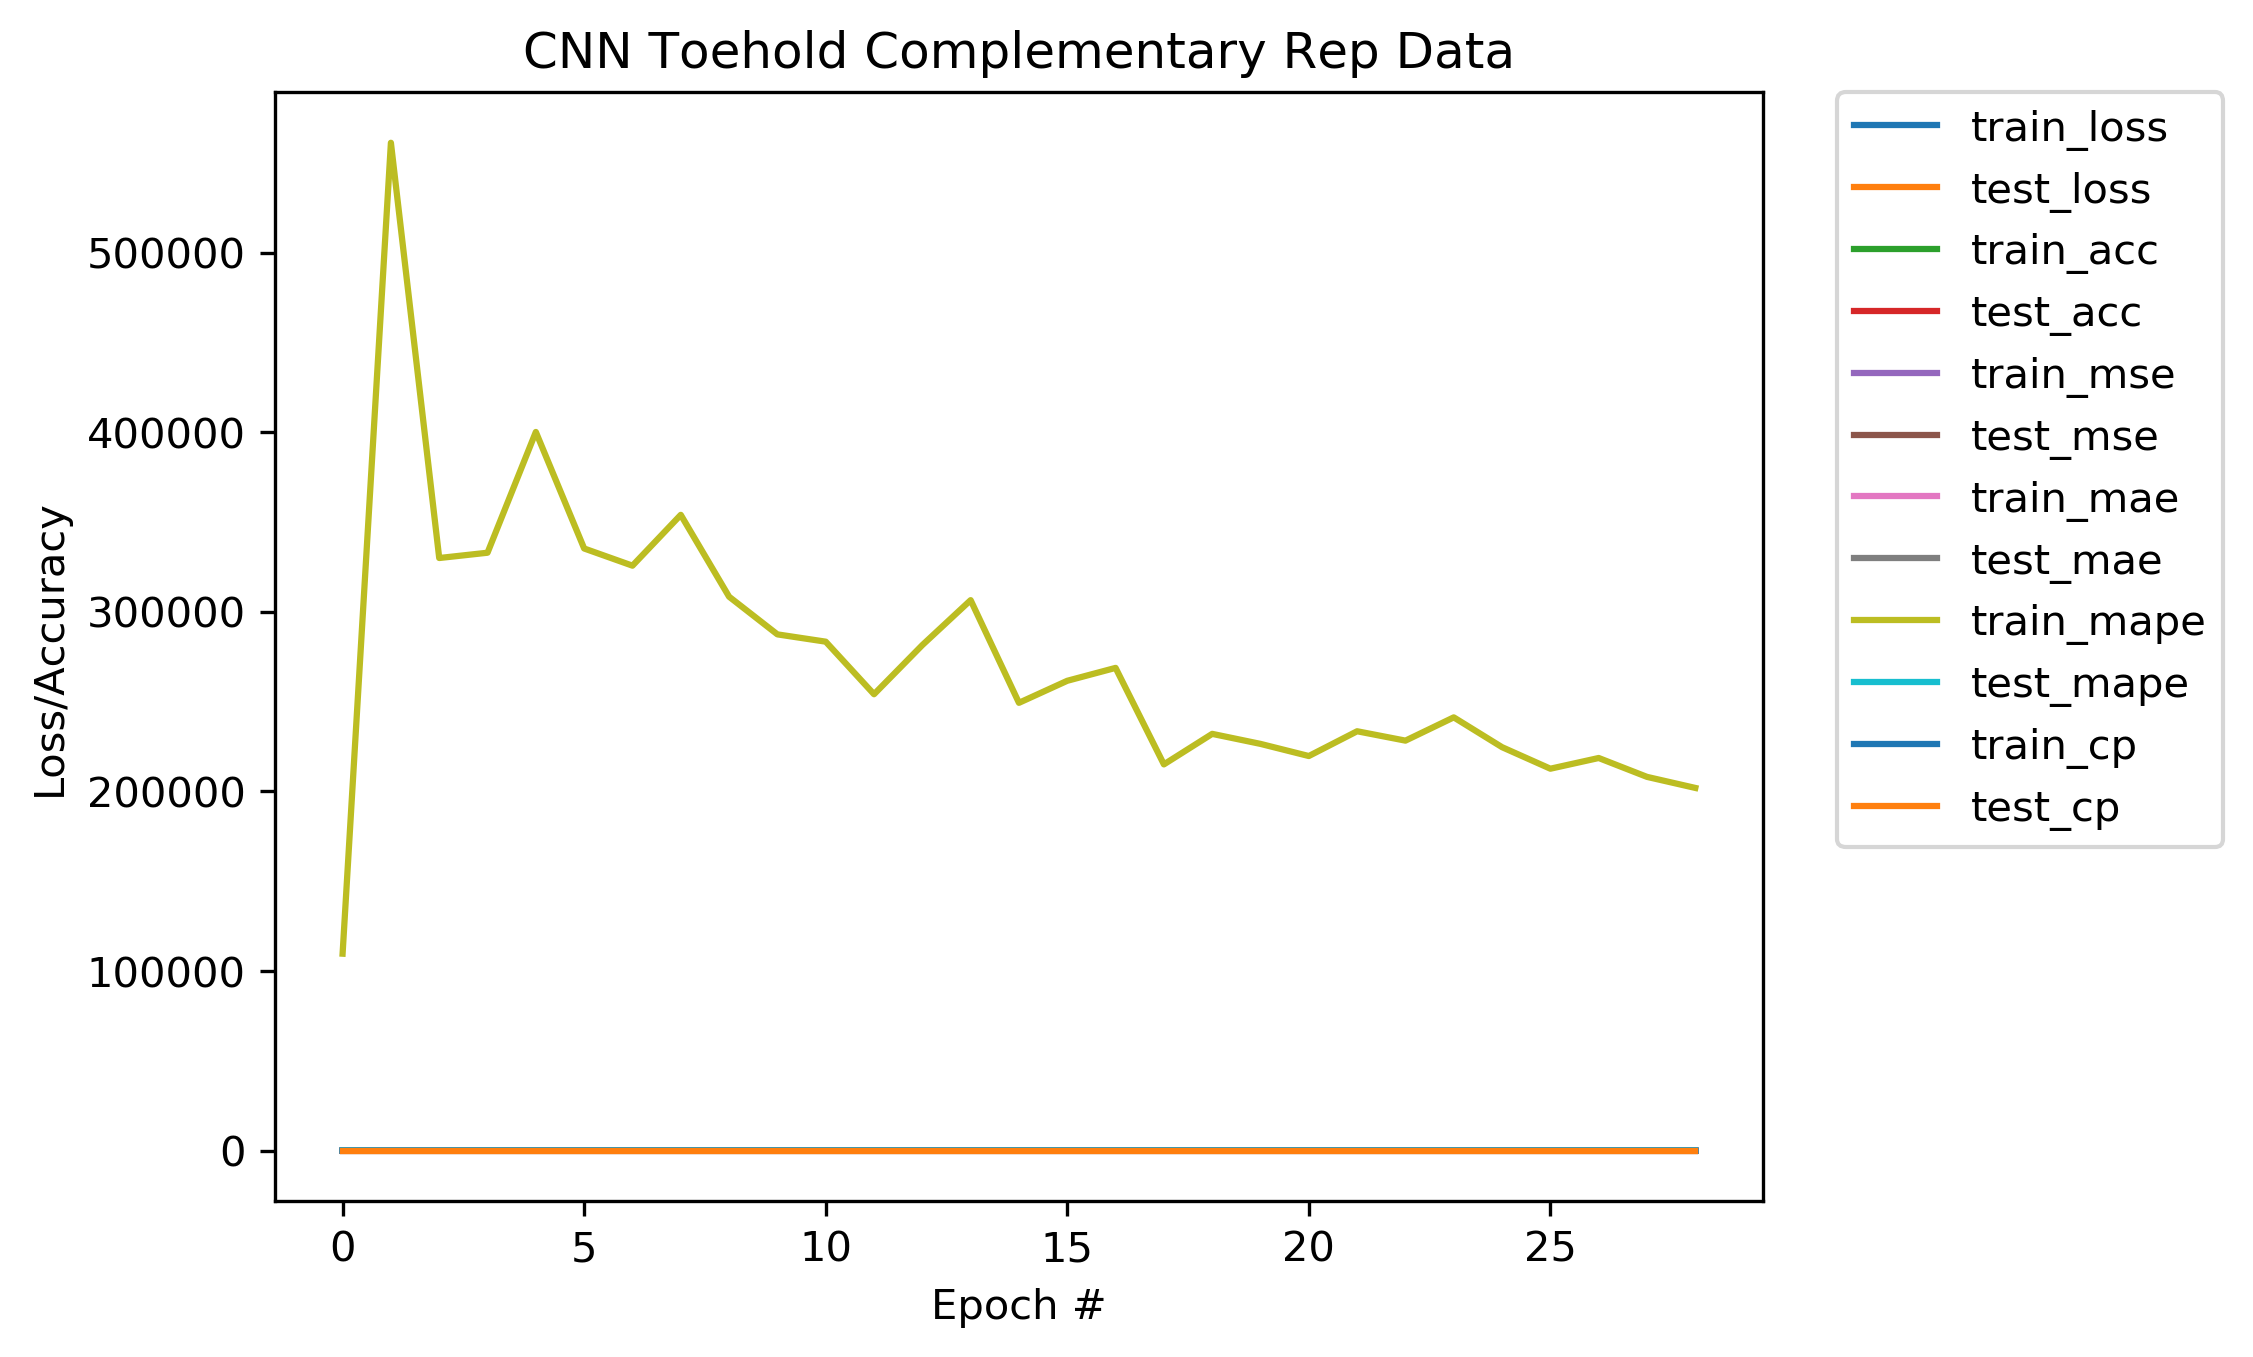 CNN Toehold Complementary Rep Data
Loss/Accuracy
500000
400000
300000
200000
100000
0
0 5 10 15 20 25
Epoch #
train_loss
test_loss
train_acc
test_acc
train_mse
test_mse
train_mae
test_mae
train_mape
test_mape
train_cp
test_cp